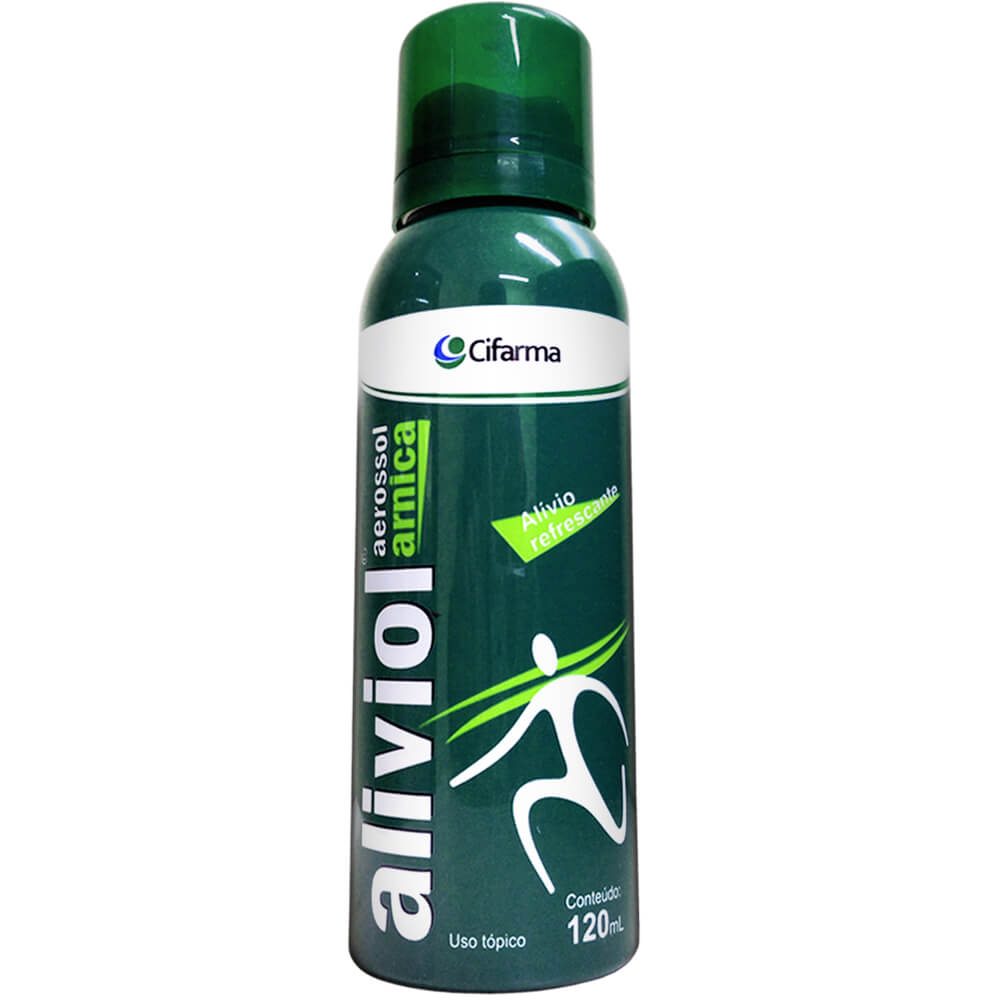 Cifarma
aliviol®
aerossol
arnica
Alívio
refrescante
Uso tópico
Conteúdo:
120mL